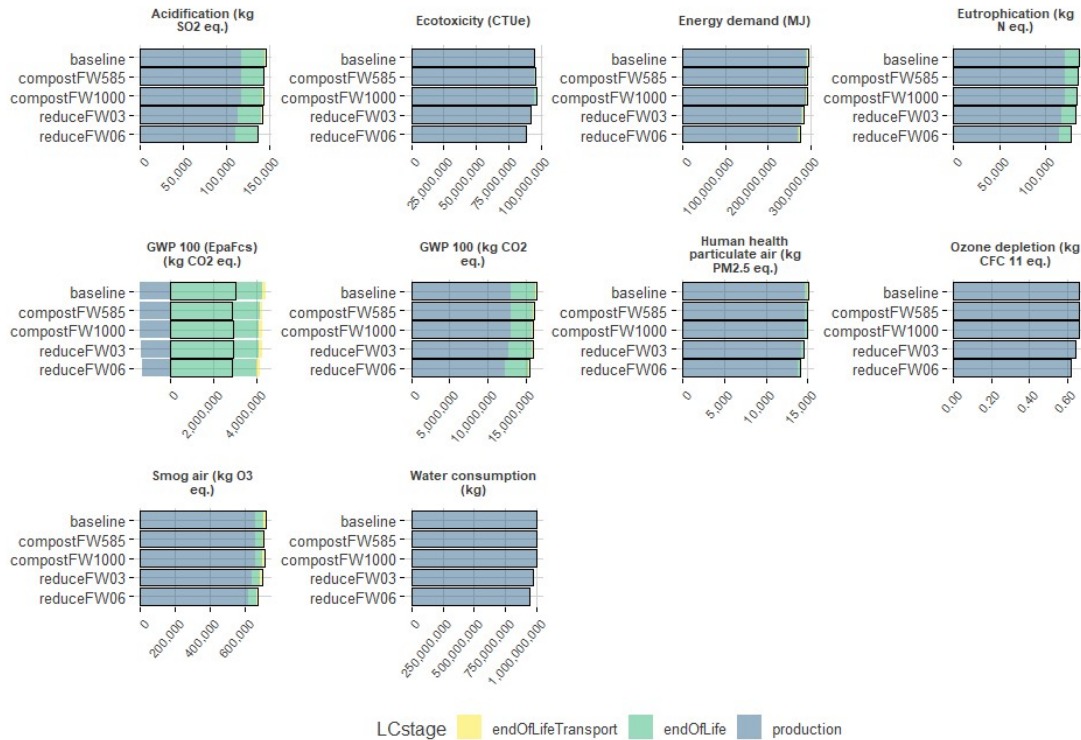 Acidification (kg
SO2 eq.)
baseline
compostFW585
compostFW1000
reduceFW03
reduceFW06
0
50,000
100,000
150,000
Ecotoxicity (CTUe)
baseline
compostFW585
compostFW1000
reduceFW03
reduceFW06
0
25,000,000
50,000,000
75,000,000
100,000,000
Energy demand (MJ)
baseline
compostFW585
compostFW1000
reduceFW03
reduceFW06
0
100,000,000
200,000,000
300,000,000
Eutrophication (kg
N eq.)
baseline
compostFW585
compostFW1000
reduceFW03
reduceFW06
0
50,000
100,000
GWP 100 (EpaFcs)
(kg CO2 eq.)
baseline
compostFW585
compostFW1000
reduceFW03
reduceFW06
0
2,000,000
4,000,000
GWP 100 (kg CO2
eq.)
baseline
compostFW585
compostFW1000
reduceFW03
reduceFW06
0
5,000,000
10,000,000
15,000,000
Human health
particulate air (kg
PM2.5 eq.)
baseline
compostFW585
compostFW1000
reduceFW03
reduceFW06
0
5,000
10,000
15,000
Ozone depletion (kg
CFC 11 eq.)
baseline
compostFW585
compostFW1000
reduceFW03
reduceFW06
0.00
0.20
0.40
0.60
Smog air (kg O3
eq.)
baseline
compostFW585
compostFW1000
reduceFW03
reduceFW06
0
200,000
400,000
600,000
Water consumption
(kg)
baseline
compostFW585
compostFW1000
reduceFW03
reduceFW06
0
250,000,000
500,000,000
750,000,000
1,000,000,000
LCstage endOfLifeTransport endOfLife production